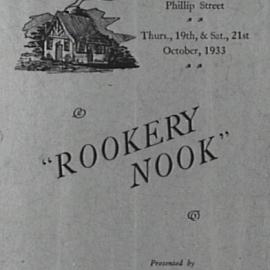 Phillip Street
Thurs., 19th, & Sat., 21st
October, 1933
"ROOKERY
NOOK"
Presented by